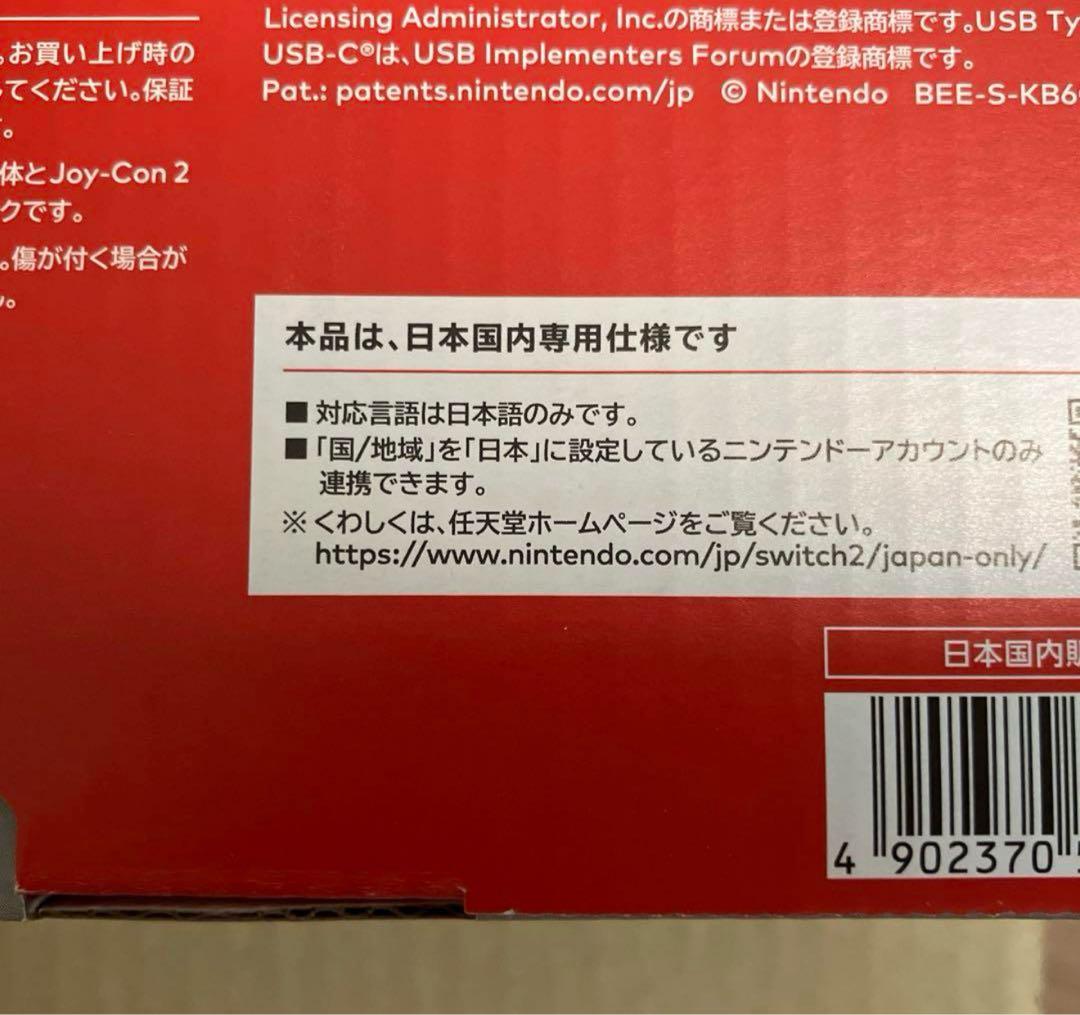 。お買い上げ時の
てください。保証
。
体とJoy-Con 2
クです。
。傷が付く場合が
。
Licensing Administrator, Inc.の商標または登録商標です。USB Ty
USB-C®は、USB Implementers Forumの登録商標です。
Pat.: patents.nintendo.com/jp © Nintendo BEE-S-KB6
本品は、日本国内専用仕様です
■ 対応言語は日本語のみです。
■ 「国/地域」を「日本」に設定しているニンテンドーアカウントのみ
連携できます。
※ くわしくは、任天堂ホームページをご覧ください。
https://www.nintendo.com/jp/switch2/japan-only/
日本国内販
4 902370